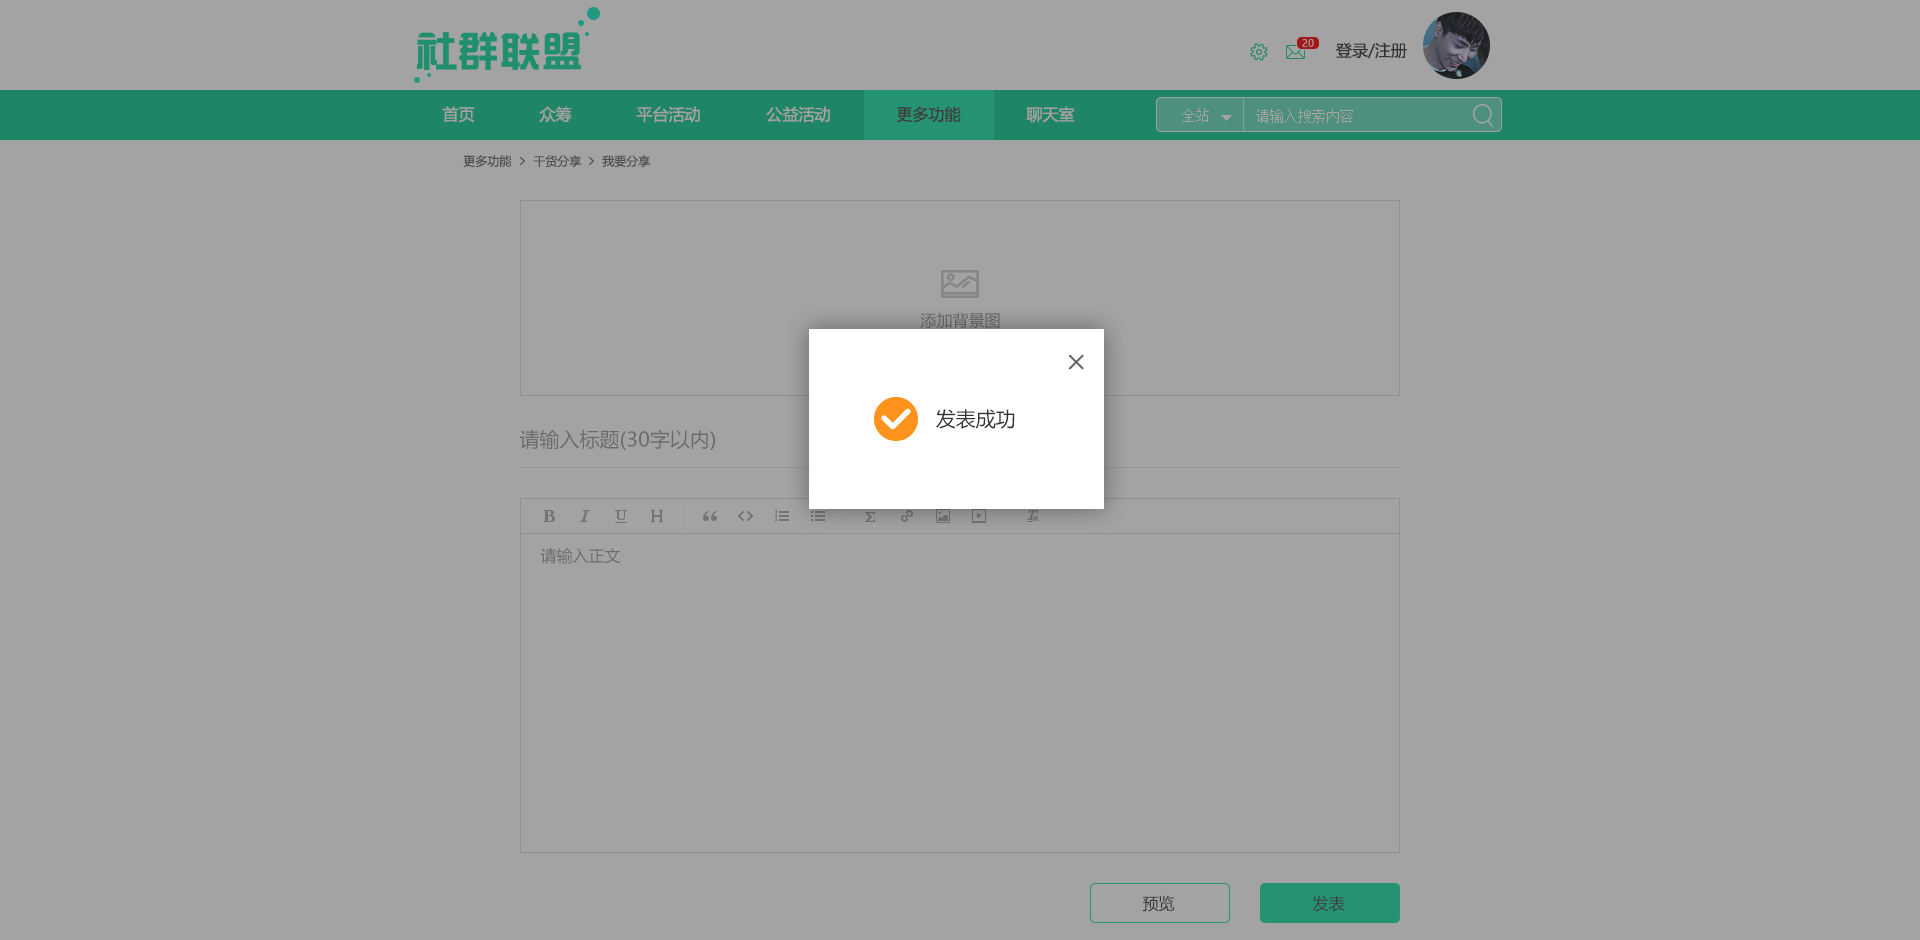 社群联盟
20
登录/注册
首页 众筹 平台活动 公益活动 更多功能 聊天室 全站 请输入搜索内容
更多功能 > 干货分享 > 我要分享
添加背景图
发表成功
请输入标题(30字以内)
B I U H
请输入正文
预览 发表